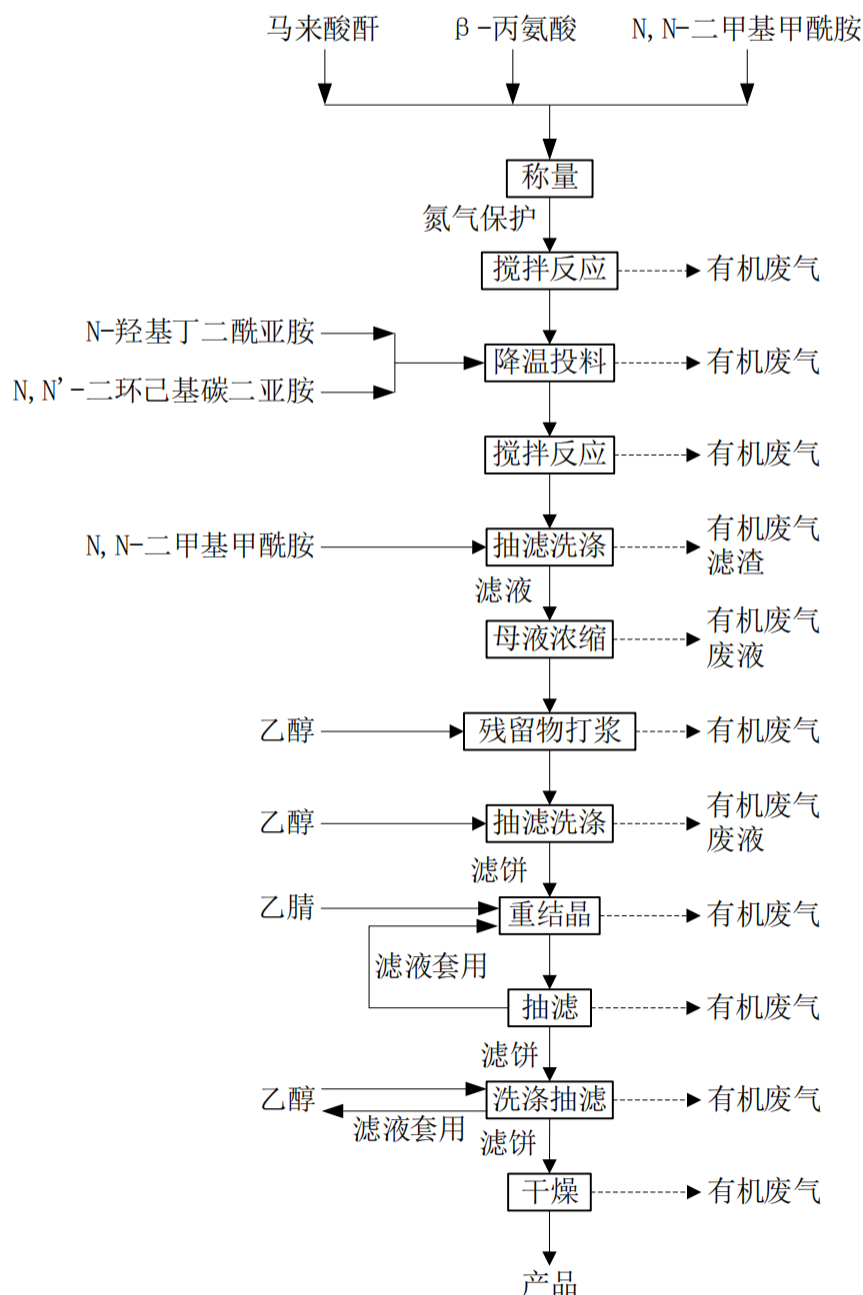 马来酸酐
β-丙氨酸
N,N-二甲基甲酰胺
称量
氮气保护
搅拌反应
有机废气
N-羟基丁二酰亚胺
N,N'-二环己基碳二亚胺
降温投料
有机废气
搅拌反应
有机废气
N,N-二甲基甲酰胺
抽滤洗涤
有机废气
滤渣
滤液
母液浓缩
有机废气
废液
乙醇
残留物打浆
有机废气
乙醇
抽滤洗涤
有机废气
废液
滤饼
乙腈
重结晶
有机废气
滤液套用
抽滤
有机废气
滤饼
乙醇
洗涤抽滤
有机废气
滤液套用
滤饼
干燥
有机废气
产品